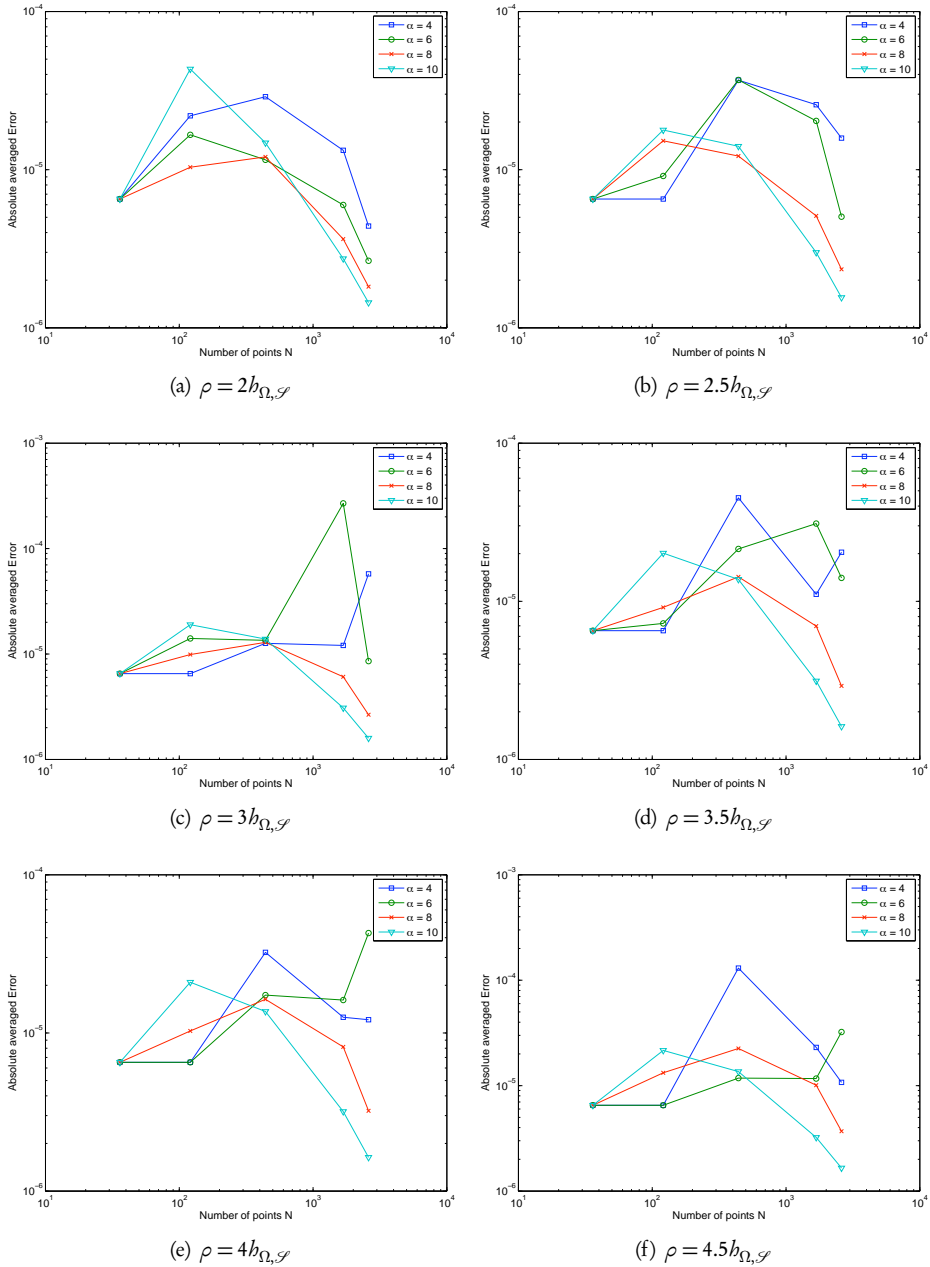 10^-4
10^-5
10^-6
10^1 10^2 10^3 10^4
Absolute averaged Error
Number of points N
α = 4
α = 6
α = 8
α = 10
(a) ρ = 2h_Ω,𝒮
10^-4
10^-5
10^-6
10^1 10^2 10^3 10^4
Absolute averaged Error
Number of points N
α = 4
α = 6
α = 8
α = 10
(b) ρ = 2.5h_Ω,𝒮
10^-3
10^-4
10^-5
10^-6
10^1 10^2 10^3 10^4
Absolute averaged Error
Number of points N
α = 4
α = 6
α = 8
α = 10
(c) ρ = 3h_Ω,𝒮
10^-4
10^-5
10^-6
10^1 10^2 10^3 10^4
Absolute averaged Error
Number of points N
α = 4
α = 6
α = 8
α = 10
(d) ρ = 3.5h_Ω,𝒮
10^-4
10^-5
10^-6
10^1 10^2 10^3 10^4
Absolute averaged Error
Number of points N
α = 4
α = 6
α = 8
α = 10
(e) ρ = 4h_Ω,𝒮
10^-3
10^-4
10^-5
10^-6
10^1 10^2 10^3 10^4
Absolute averaged Error
Number of points N
α = 4
α = 6
α = 8
α = 10
(f) ρ = 4.5h_Ω,𝒮